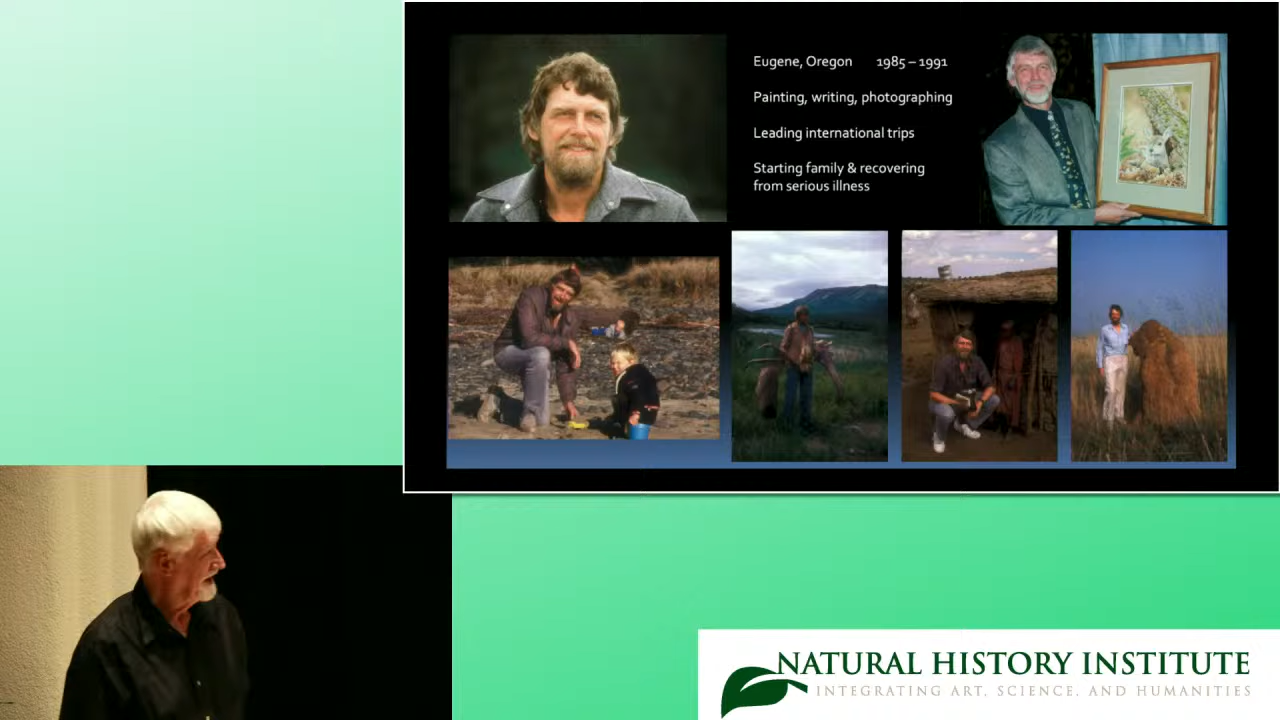 Eugene, Oregon 1985 – 1991
Painting, writing, photographing
Leading international trips
Starting family & recovering
from serious illness
NATURAL HISTORY INSTITUTE
INTEGRATING ART, SCIENCE, AND HUMANITIES